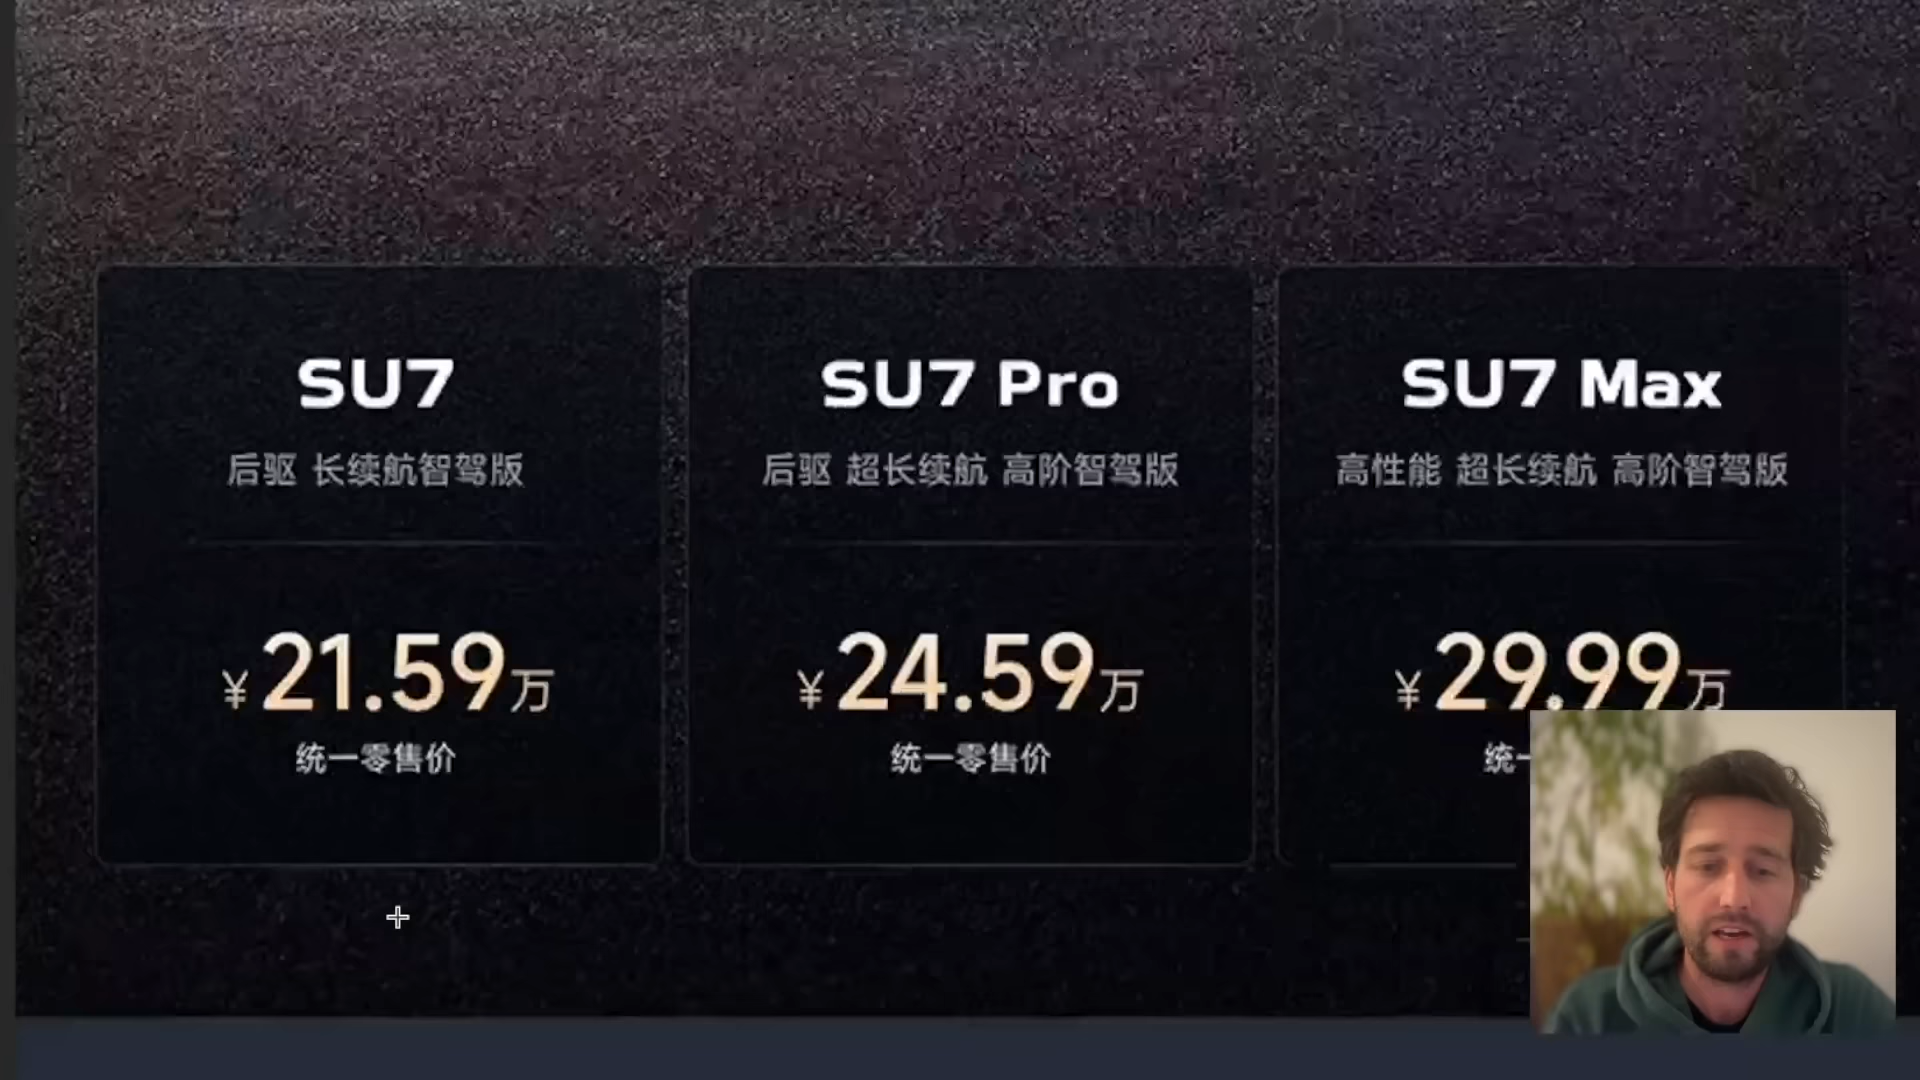 SU7
后驱 长续航智驾版
¥21.59万
统一零售价
SU7 Pro
后驱 超长续航 高阶智驾版
¥24.59万
统一零售价
SU7 Max
高性能 超长续航 高阶智驾版
¥29.99万
统一